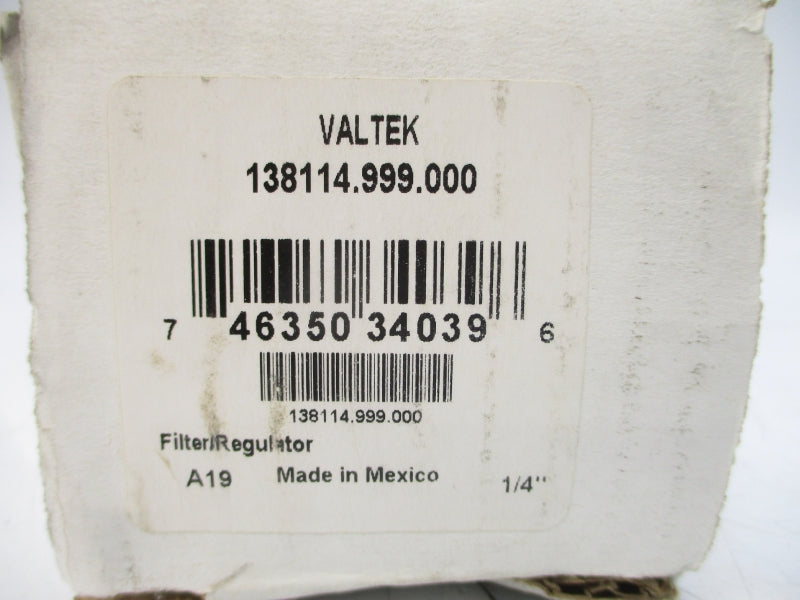 VALTEK
138114.999.000
7 46350 34039 6
138114.999.000
Filter/Regulator
A19 Made in Mexico 1/4"